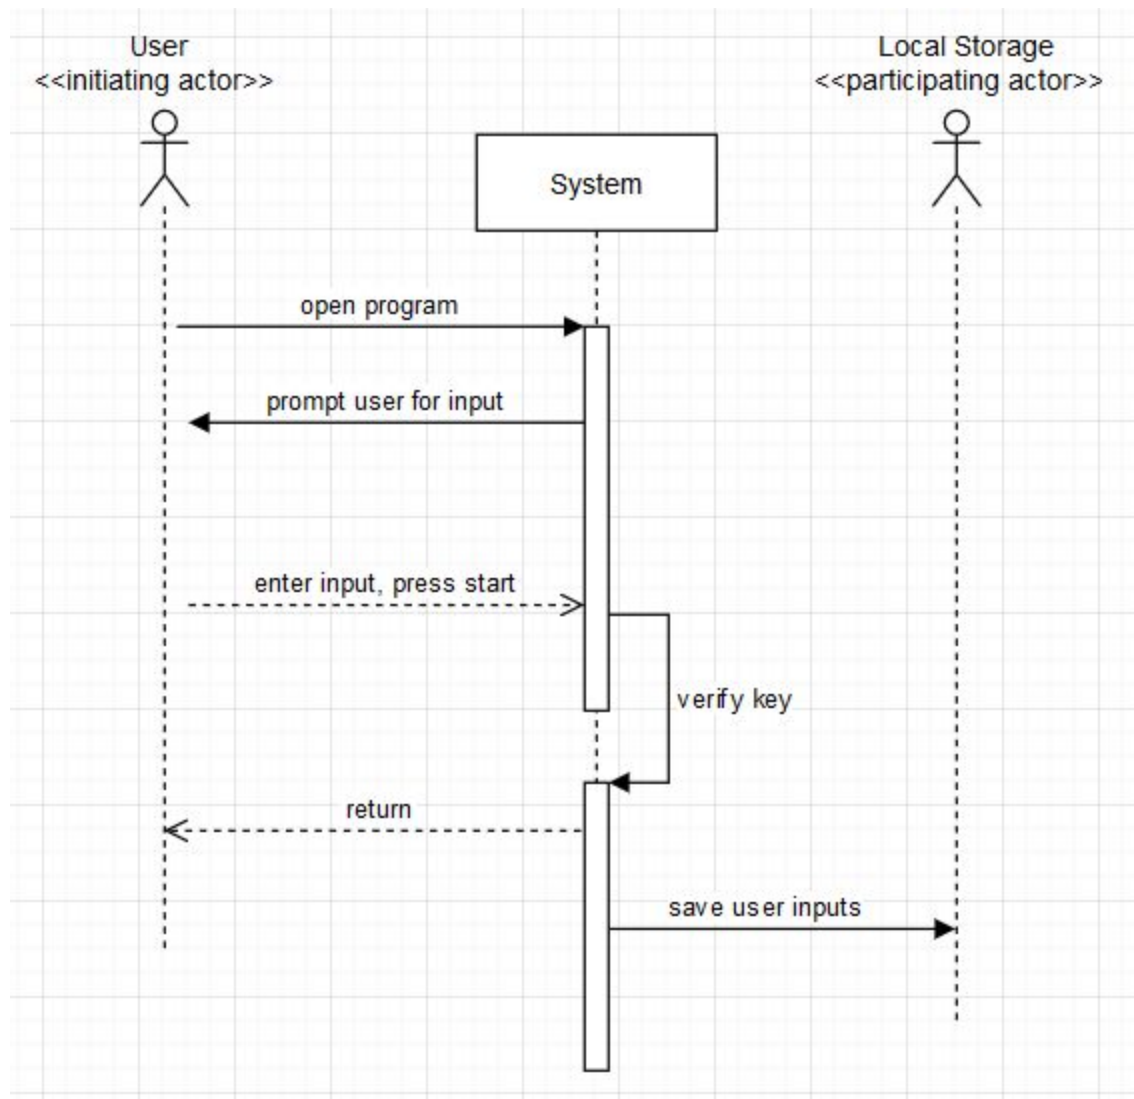 User
<<initiating actor>>
Local Storage
<<participating actor>>
System
open program
prompt user for input
enter input, press start
verify key
return
save user inputs